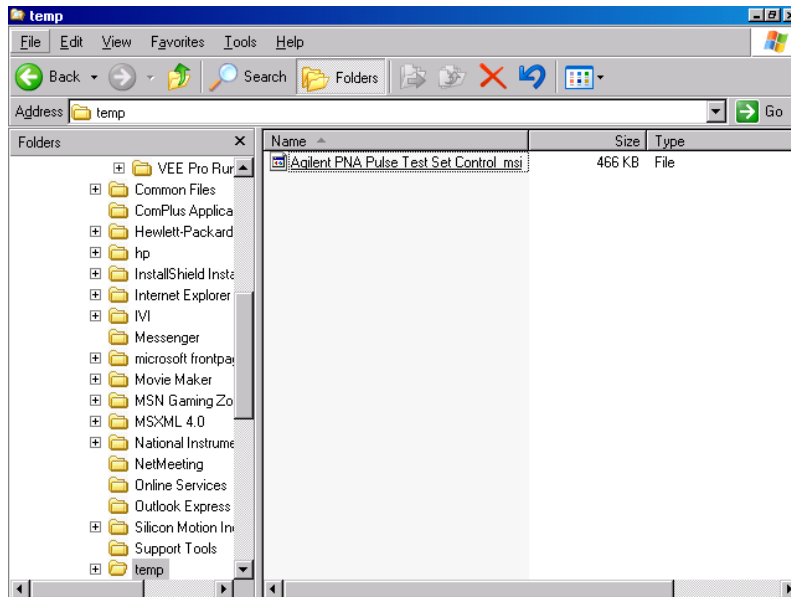 temp
File Edit View Favorites Tools Help
Back Search Folders
Address temp Go
Folders x
Name Size Type
Agilent PNA Pulse Test Set Control_msi 466 KB File
VEE Pro Rur
Common Files
ComPlus Applica
Hewlett-Packard
hp
InstallShield Insta
Internet Explorer
IVI
Messenger
microsoft frontpa
Movie Maker
MSN Gaming Zo
MSXML 4.0
National Instrume
NetMeeting
Online Services
Outlook Express
Silicon Motion In
Support Tools
temp